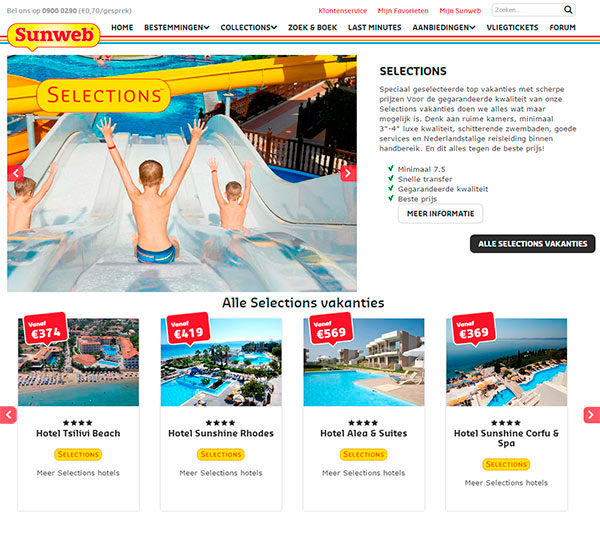 Bel ons op 0900 0290 (€0,70/gesprek)
Klantenservice Mijn Favorieten Mijn Sunweb Zoeken...
Sunweb
HOME BESTEMMINGEN COLLECTIONS ZOEK & BOEK LAST MINUTES AANBIEDINGEN VLIEGTICKETS FORUM
SELECTIONS
SELECTIONS
Speciaal geselecteerde top vakanties met scherpe
prijzen Voor de gegarandeerde kwaliteit van onze
Selections vakanties doen we alles wat maar
mogelijk is. Denk aan ruime kamers, minimaal
3*-4* luxe kwaliteit, schitterende zwembaden, goede
services en Nederlandstalige reisleiding binnen
handbereik. En dit alles tegen de beste prijs!
Minimaal 7.5
Snelle transfer
Gegarandeerde kwaliteit
Beste prijs
MEER INFORMATIE
ALLE SELECTIONS VAKANTIES
Alle Selections vakanties
Vanaf
€374
Hotel Tsilivi Beach
SELECTIONS
Meer Selections hotels
Vanaf
€419
Hotel Sunshine Rhodes
SELECTIONS
Meer Selections hotels
Vanaf
€569
Hotel Alea & Suites
SELECTIONS
Meer Selections hotels
Vanaf
€369
Hotel Sunshine Corfu &
Spa
SELECTIONS
Meer Selections hotels